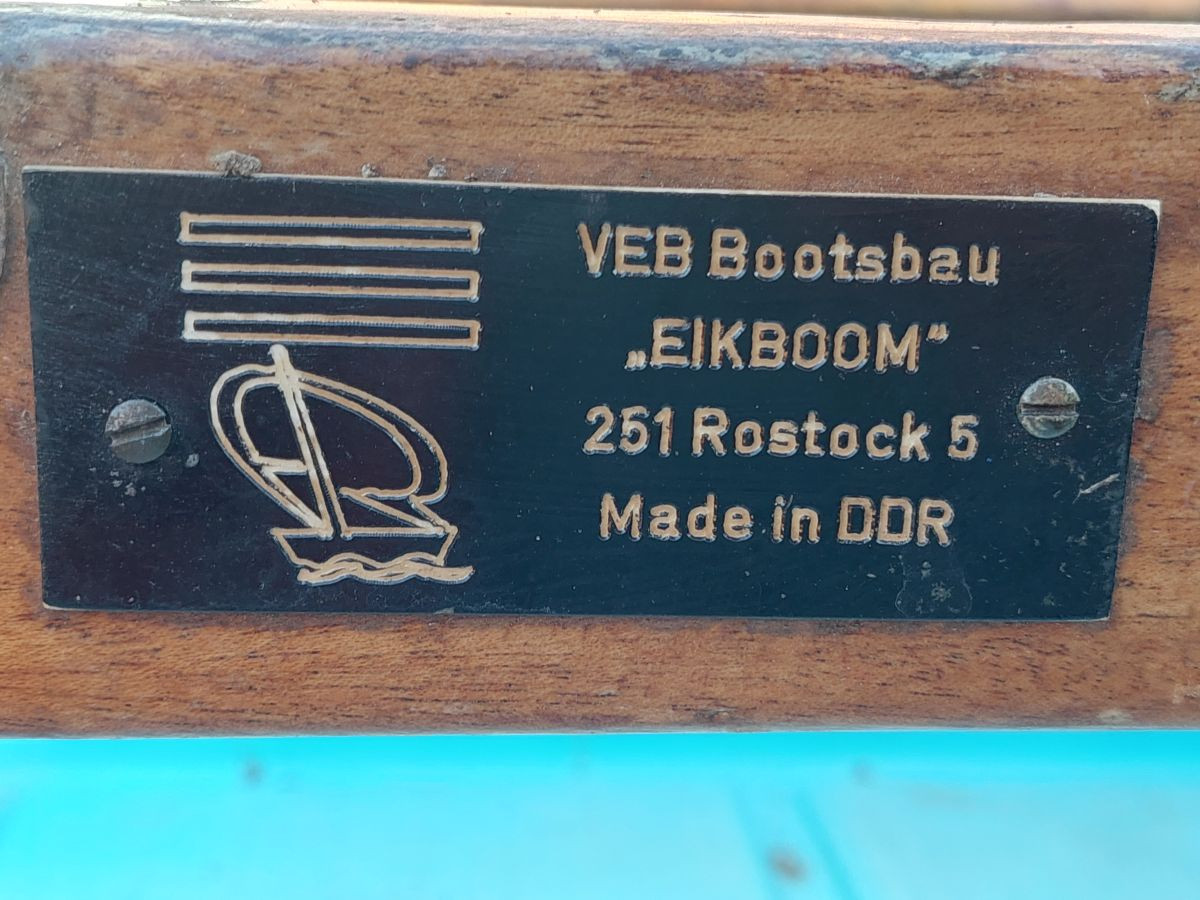 VEB Bootsbau
„EIKBOOM“
251 Rostock 5
Made in DDR